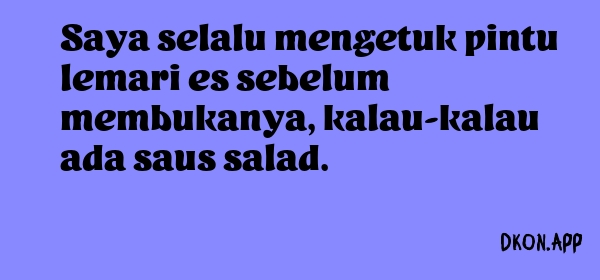 Saya selalu mengetuk pintu
lemari es sebelum
membukanya, kalau-kalau
ada saus salad.
DKON.APP